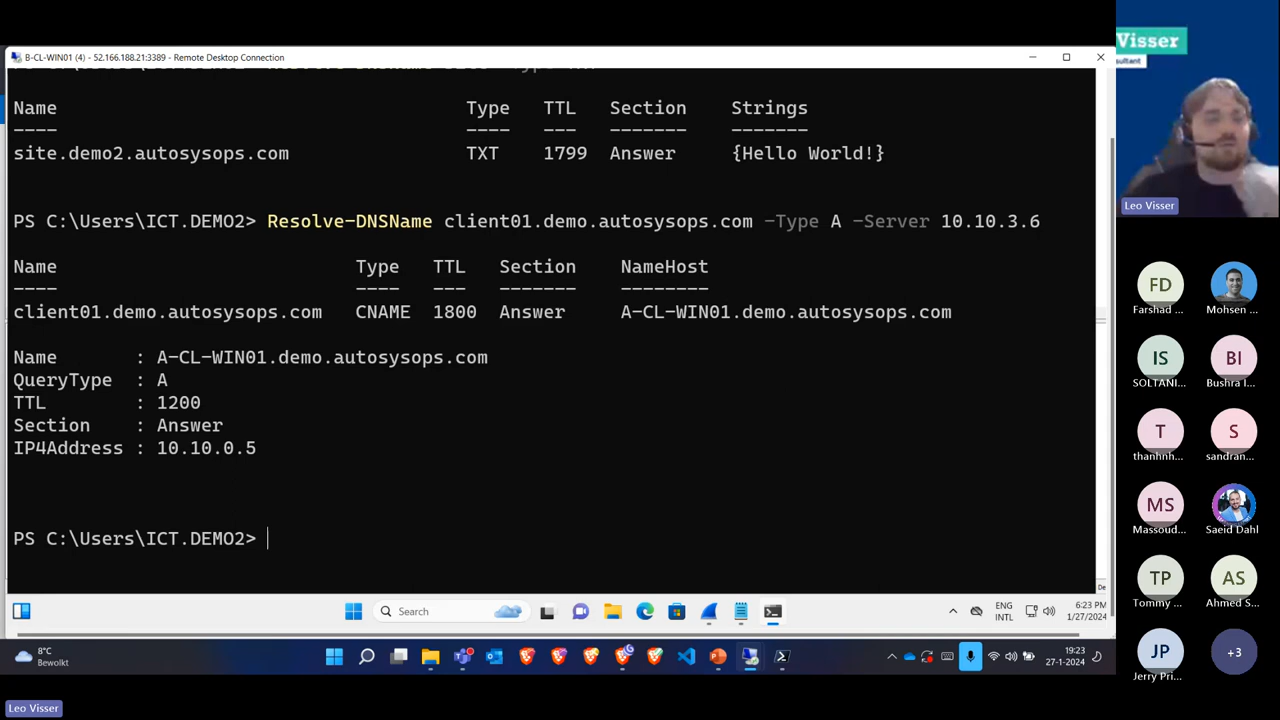 B-CL-WIN01 (4) - 52.166.188.21:3389 - Remote Desktop Connection
Name Type TTL Section Strings
---- ---- --- ------- -------
site.demo2.autosysops.com TXT 1799 Answer {Hello World!}
PS C:\Users\ICT.DEMO2> Resolve-DNSName client01.demo.autosysops.com -Type A -Server 10.10.3.6
Name Type TTL Section NameHost
---- ---- --- ------- --------
client01.demo.autosysops.com CNAME 1800 Answer A-CL-WIN01.demo.autosysops.com
Name : A-CL-WIN01.demo.autosysops.com
QueryType : A
TTL : 1200
Section : Answer
IP4Address : 10.10.0.5
PS C:\Users\ICT.DEMO2>
De
Search
ENG
INTL
6:23 PM
1/27/2024
8°C
Bewolkt
19:23
27-1-2024
Leo Visser
Visser
sultant
Leo Visser
FD
Farshad ...
Mohsen ...
IS
SOLTANI...
BI
Bushra I...
T
thanhnh...
S
sandran...
MS
Massoud...
Saeid Dahl
TP
Tommy ...
AS
Ahmed S...
JP
Jerry Pri...
+3